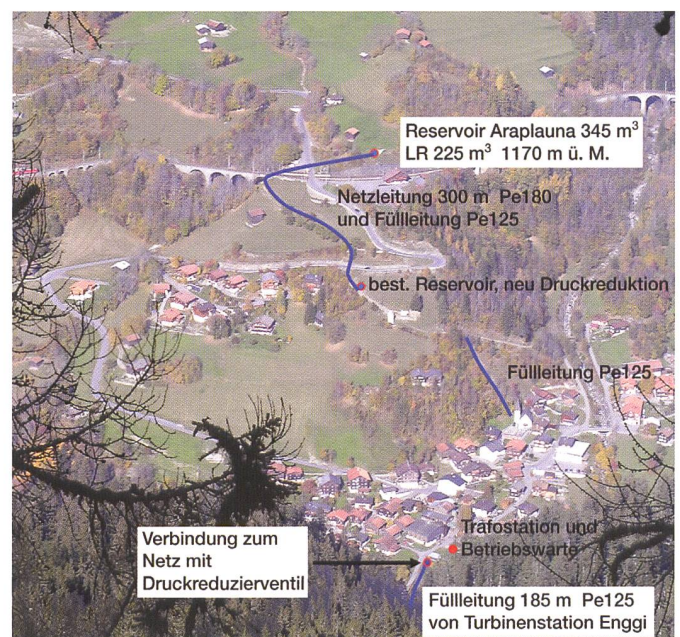 Reservoir Araplauna 345 m³
LR 225 m³ 1170 m ü. M.
Netzleitung 300 m Pe180
und Füllleitung Pe125
best. Reservoir, neu Druckreduktion
Füllleitung Pe125
Trafostation und
Betriebswarte
Verbindung zum
Netz mit
Druckreduzierventil
Füllleitung 185 m Pe125
von Turbinenstation Enggi